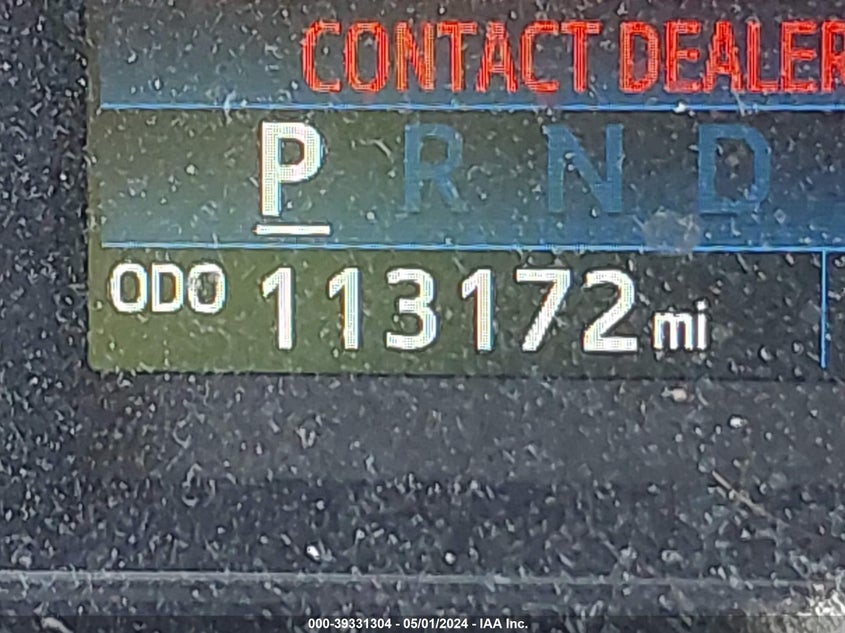 CONTACT DEALER
P R N D
ODO 113172 mi
000-39331304 - 05/01/2024 - IAA Inc.